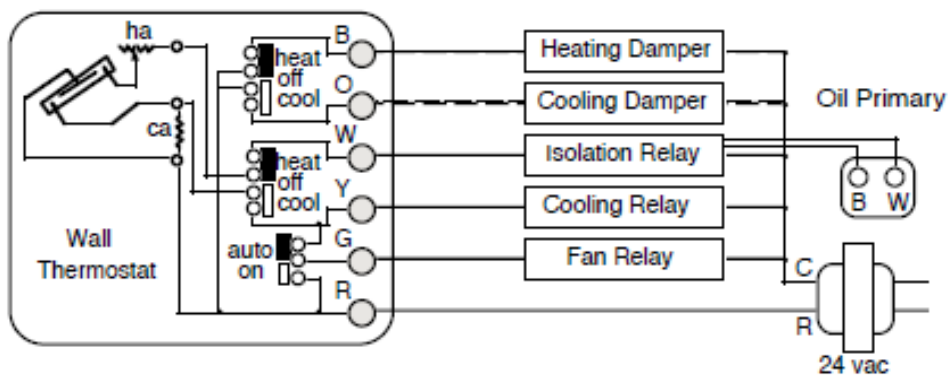 ha
B
heat
off
cool
Heating Damper
O
Cooling Damper
Oil Primary
ca
W
heat
off
cool
Isolation Relay
B W
Y
Cooling Relay
Wall
Thermostat
auto
on
G
Fan Relay
C
R
R
24 vac